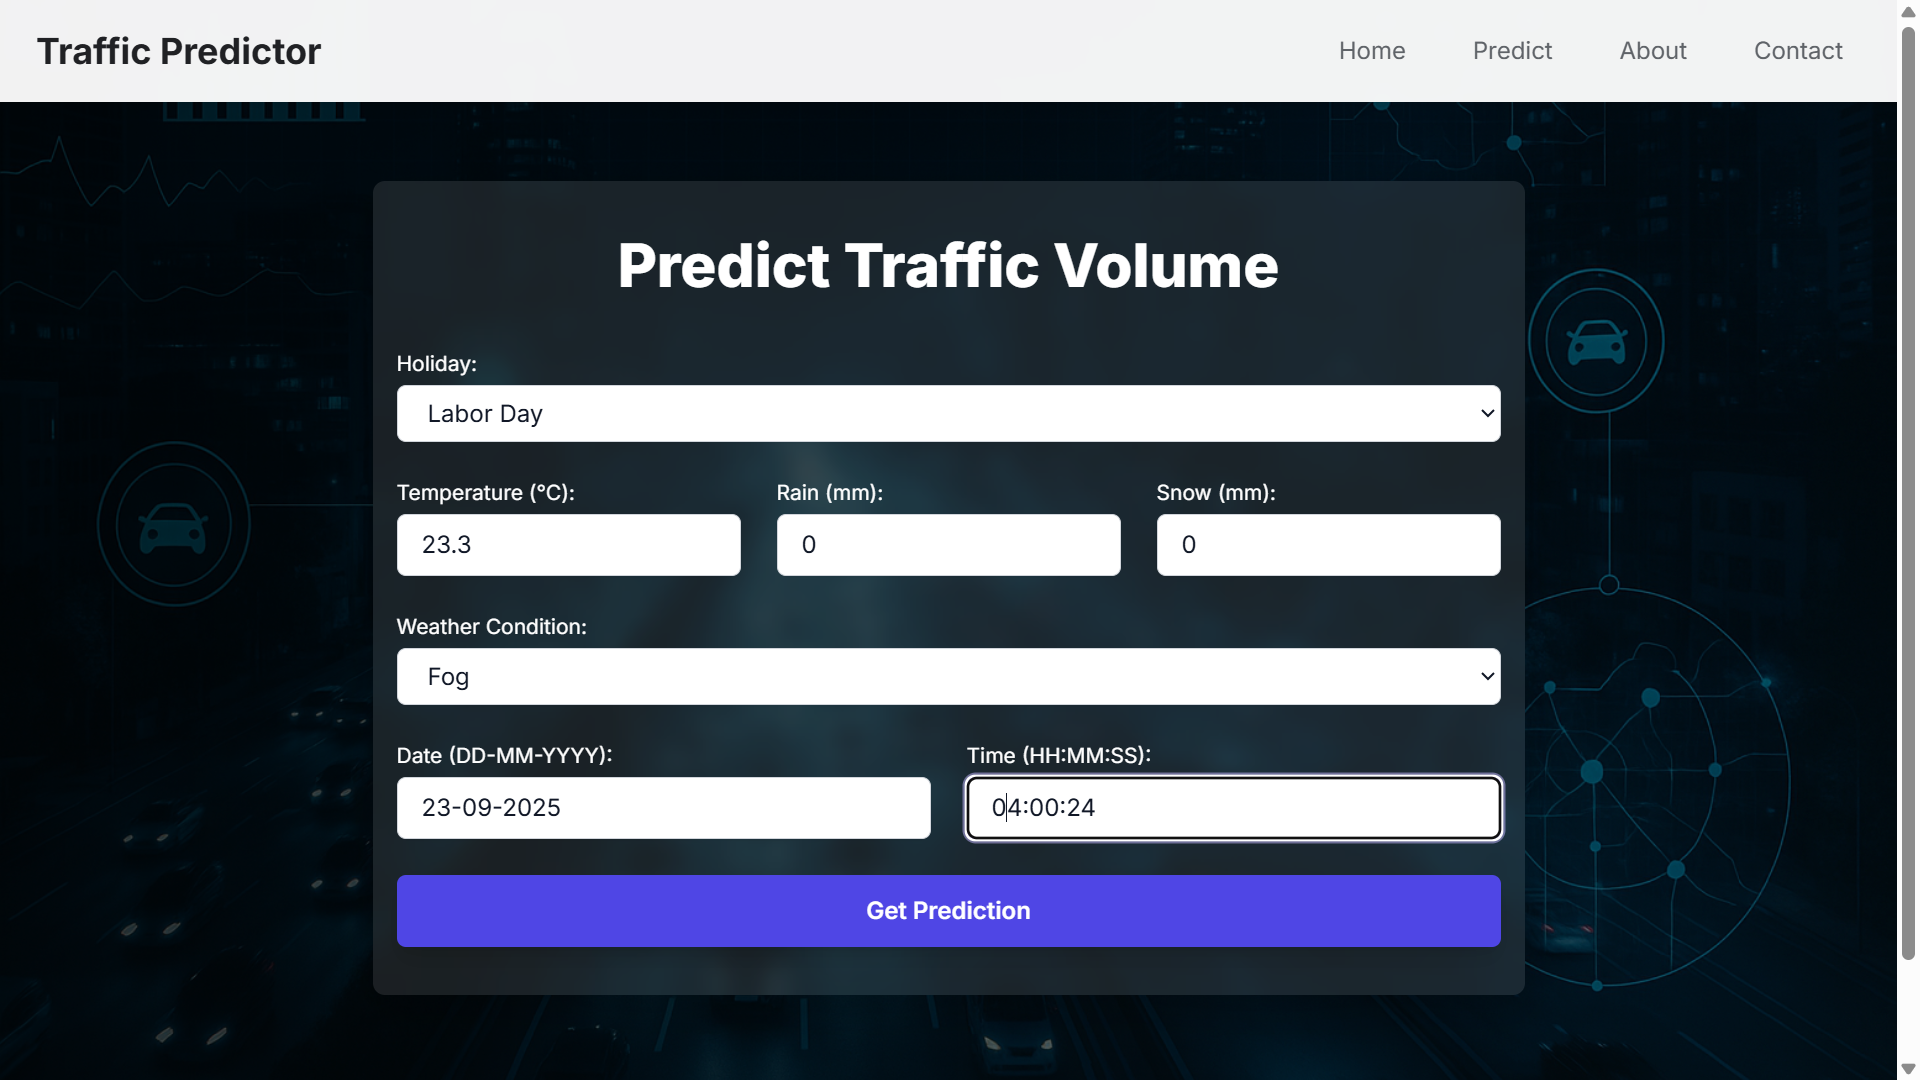 Traffic Predictor
Home Predict About Contact
Predict Traffic Volume
Holiday:
Labor Day
Temperature (°C): Rain (mm): Snow (mm):
23.3 0 0
Weather Condition:
Fog
Date (DD-MM-YYYY): Time (HH:MM:SS):
23-09-2025 04:00:24
Get Prediction